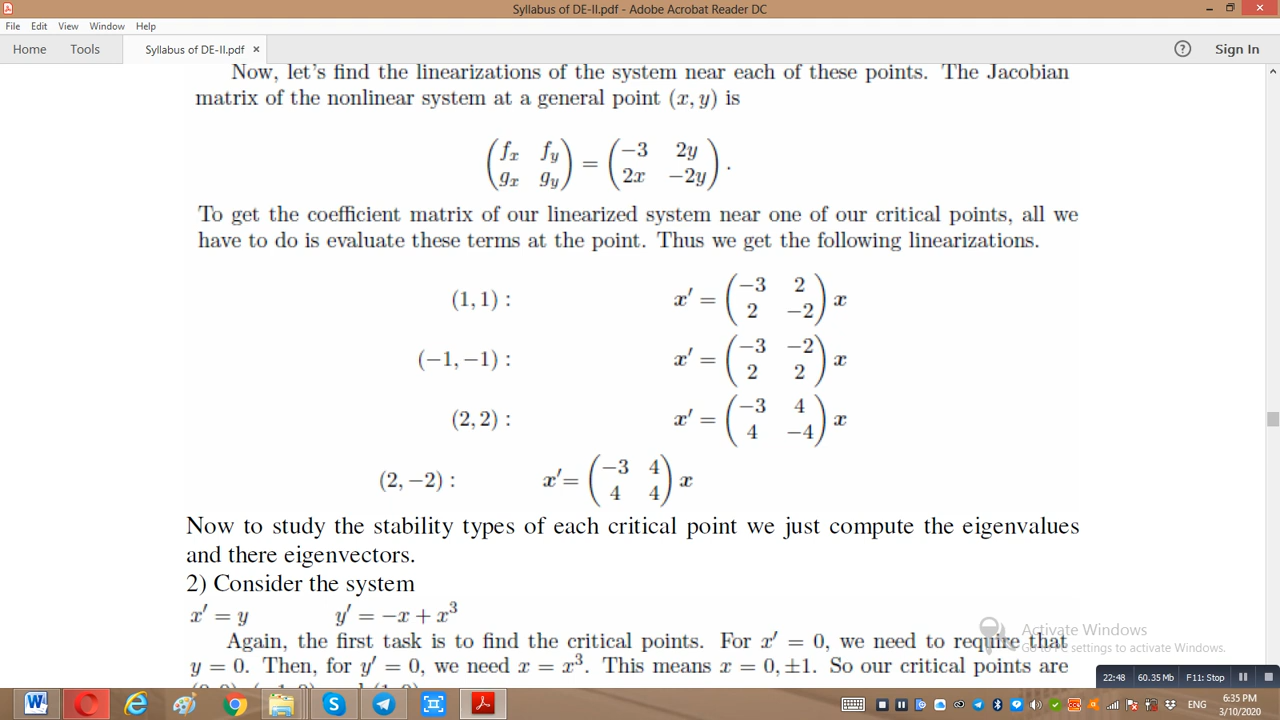 Syllabus of DE-II.pdf - Adobe Acrobat Reader DC
File Edit View Window Help
Home Tools Syllabus of DE-II.pdf × ? Sign In
Now, let's find the linearizations of the system near each of these points. The Jacobian
matrix of the nonlinear system at a general point (x, y) is
(fx fy) = (−3 2y)
(gx gy) (2x −2y) .
To get the coefficient matrix of our linearized system near one of our critical points, all we
have to do is evaluate these terms at the point. Thus we get the following linearizations.
(1, 1) : x′ = (−3 2
2 −2) x
(−1, −1) : x′ = (−3 −2
2 2) x
(2, 2) : x′ = (−3 4
4 −4) x
(2, −2) : x′= (−3 4
4 4) x
Now to study the stability types of each critical point we just compute the eigenvalues
and there eigenvectors.
2) Consider the system
x′ = y y′ = −x + x³
Again, the first task is to find the critical points. For x′ = 0, we need to require that
y = 0. Then, for y′ = 0, we need x = x³. This means x = 0, ±1. So our critical points are
Activate Windows
Go to PC settings to activate Windows.
22:48 60.35 Mb F11: Stop
ENG 6:35 PM
3/10/2020